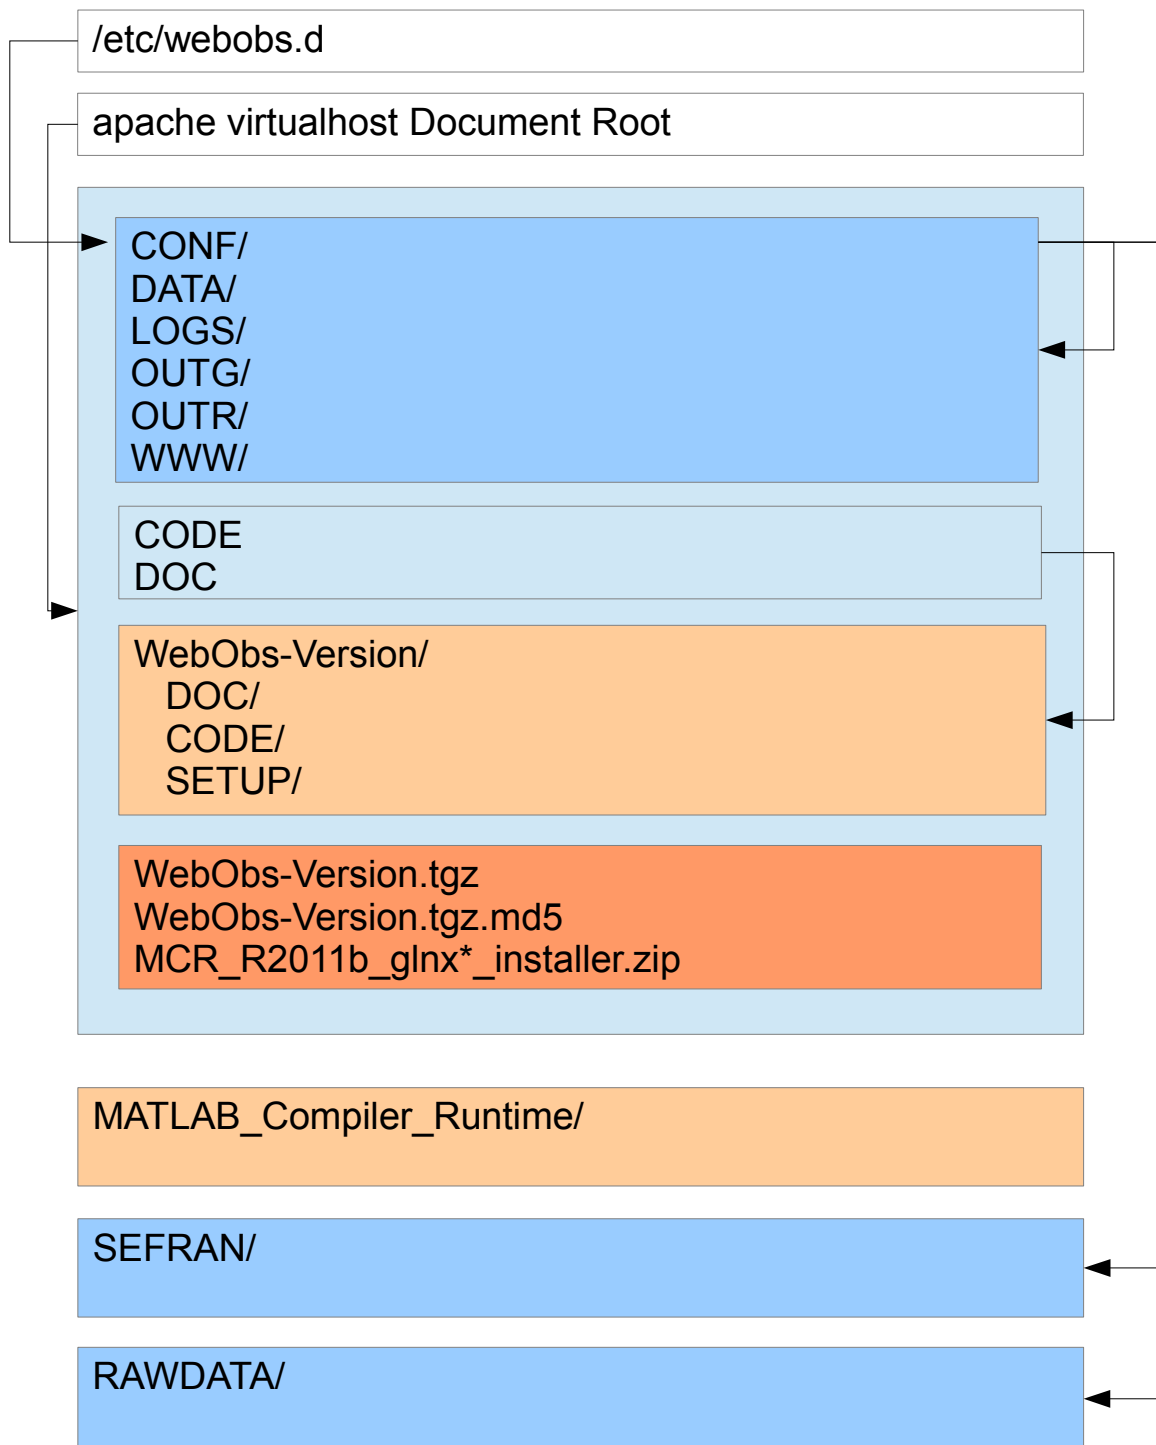 /etc/webobs.d
apache virtualhost Document Root
CONF/
DATA/
LOGS/
OUTG/
OUTR/
WWW/
CODE
DOC
WebObs-Version/
DOC/
CODE/
SETUP/
WebObs-Version.tgz
WebObs-Version.tgz.md5
MCR_R2011b_glnx*_installer.zip
MATLAB_Compiler_Runtime/
SEFRAN/
RAWDATA/